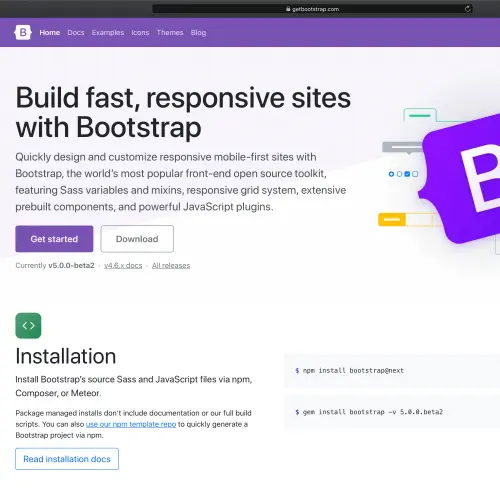 getbootstrap.com
B Home Docs Examples Icons Themes Blog
Build fast, responsive sites
with Bootstrap
Quickly design and customize responsive mobile-first sites with
Bootstrap, the world's most popular front-end open source toolkit,
featuring Sass variables and mixins, responsive grid system, extensive
prebuilt components, and powerful JavaScript plugins.
Get started Download
Currently v5.0.0-beta2 · v4.6.x docs · All releases
B
Installation
Install Bootstrap's source Sass and JavaScript files via npm,
Composer, or Meteor.
Package managed installs don't include documentation or our full build
scripts. You can also use our npm template repo to quickly generate a
Bootstrap project via npm.
Read installation docs
$ npm install bootstrap@next
$ gem install bootstrap -v 5.0.0.beta2